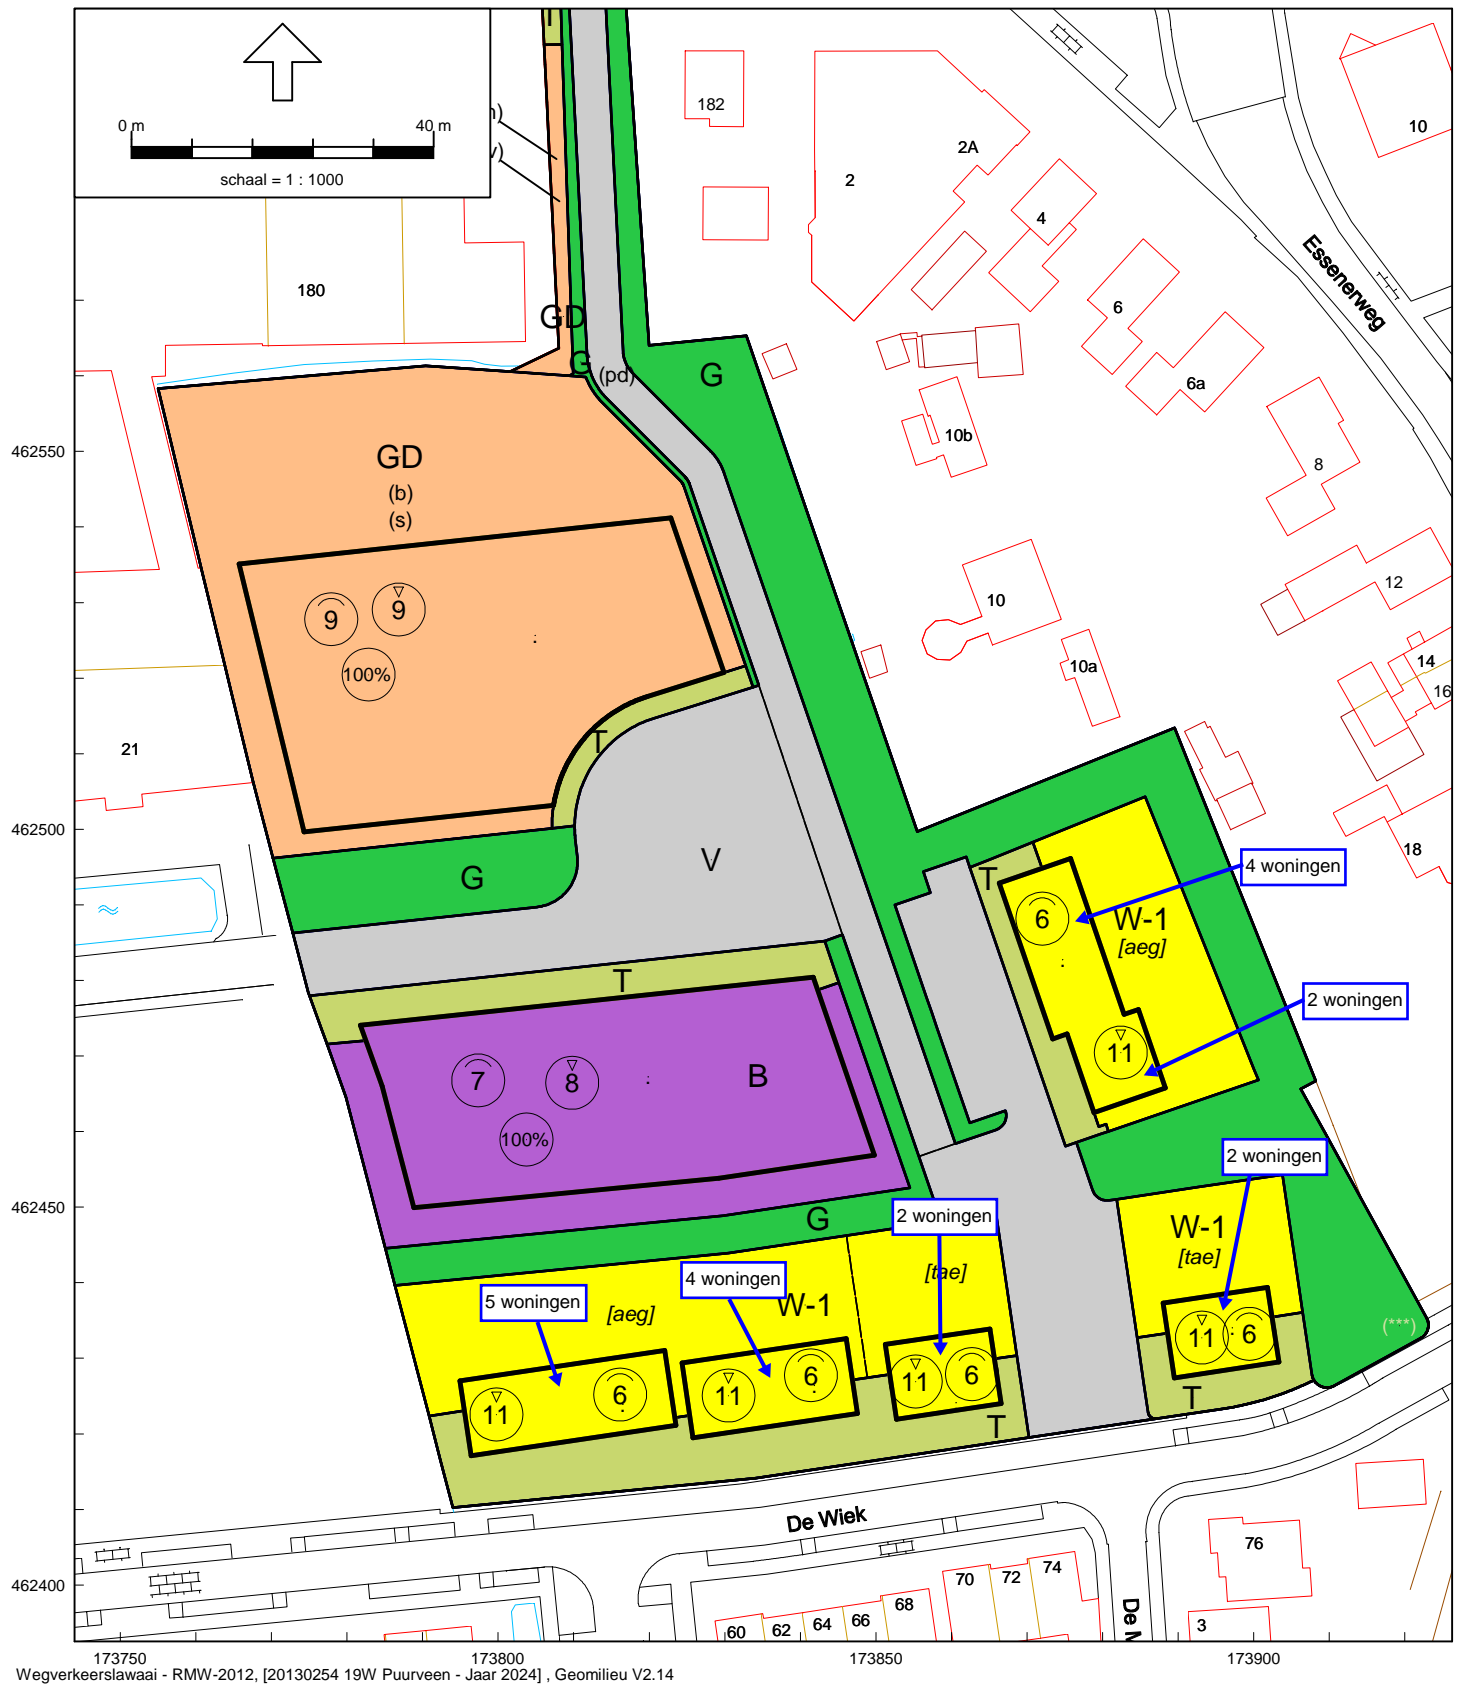 0 m
40 m
schaal = 1 : 1000
182
2
2A
4
10
180
6
Essenerweg
GD
G
(pd)
G
6a
10b
8
462550
GD
(b)
(s)
9
9
100%
10
12
10a
14
16
21
T
462500
V
G
18
T
4 woningen
6
W-1
[aeg]
T
2 woningen
11
7
8
B
100%
2 woningen
462450
G
2 woningen
W-1
[tae]
[tae]
4 woningen
5 woningen
[aeg]
W-1
(***)
11
6
11
6
11
6
11
6
T
T
De Wiek
76
462400
70
72
74
60
62
64
66
68
3
173750
173800
173850
173900
Wegverkeerslawaai - RMW-2012, [20130254 19W Puurveen - Jaar 2024] , Geomilieu V2.14